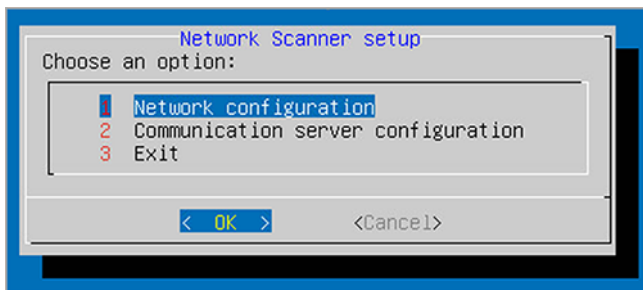 Network Scanner setup
Choose an option:
1 Network configuration
2 Communication server configuration
3 Exit
< OK > <Cancel>